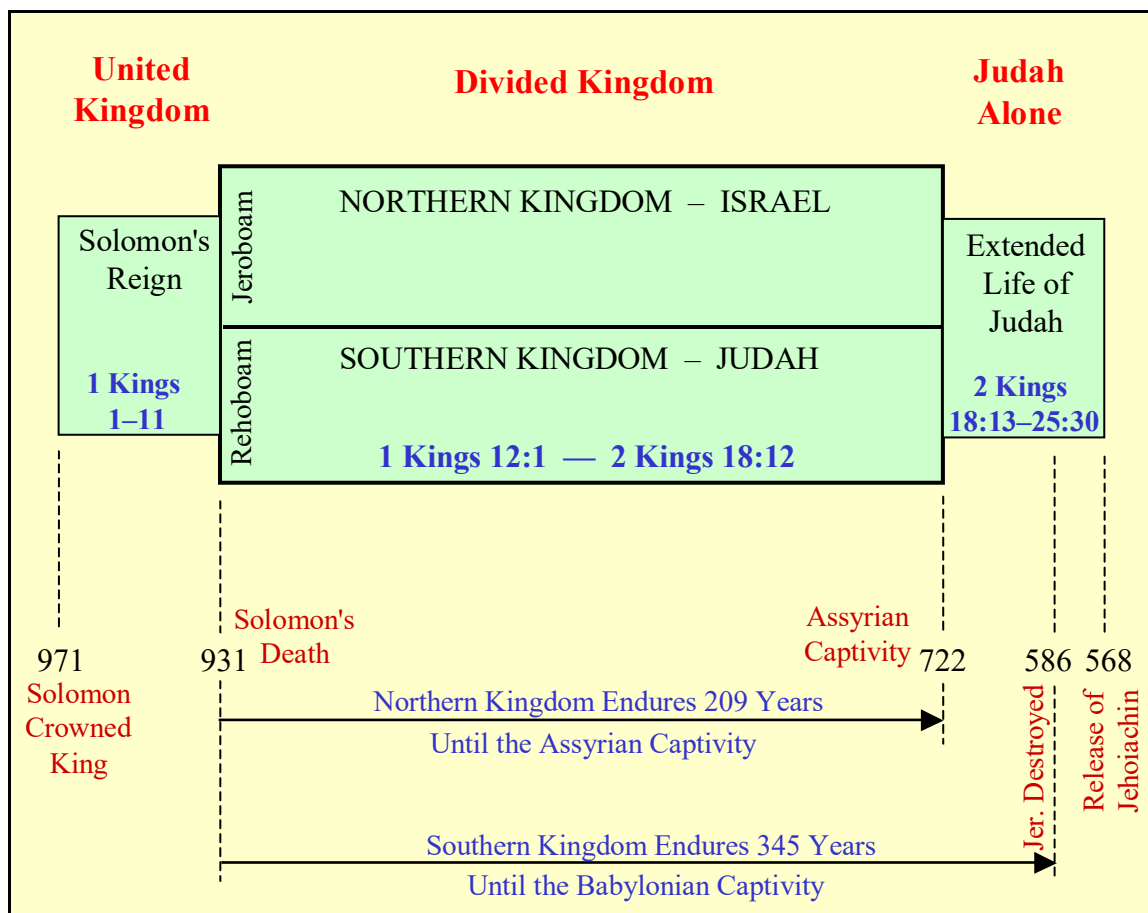 United
Kingdom
Divided Kingdom
Judah
Alone
Solomon's
Reign
1 Kings
1–11
Jeroboam
NORTHERN KINGDOM – ISRAEL
Rehoboam
SOUTHERN KINGDOM – JUDAH
1 Kings 12:1 — 2 Kings 18:12
Extended
Life of
Judah
2 Kings
18:13–25:30
971
Solomon
Crowned
King
931
Solomon's
Death
Assyrian
Captivity
722
586
Jer. Destroyed
568
Release of
Jehoiachin
Northern Kingdom Endures 209 Years
Until the Assyrian Captivity
Southern Kingdom Endures 345 Years
Until the Babylonian Captivity